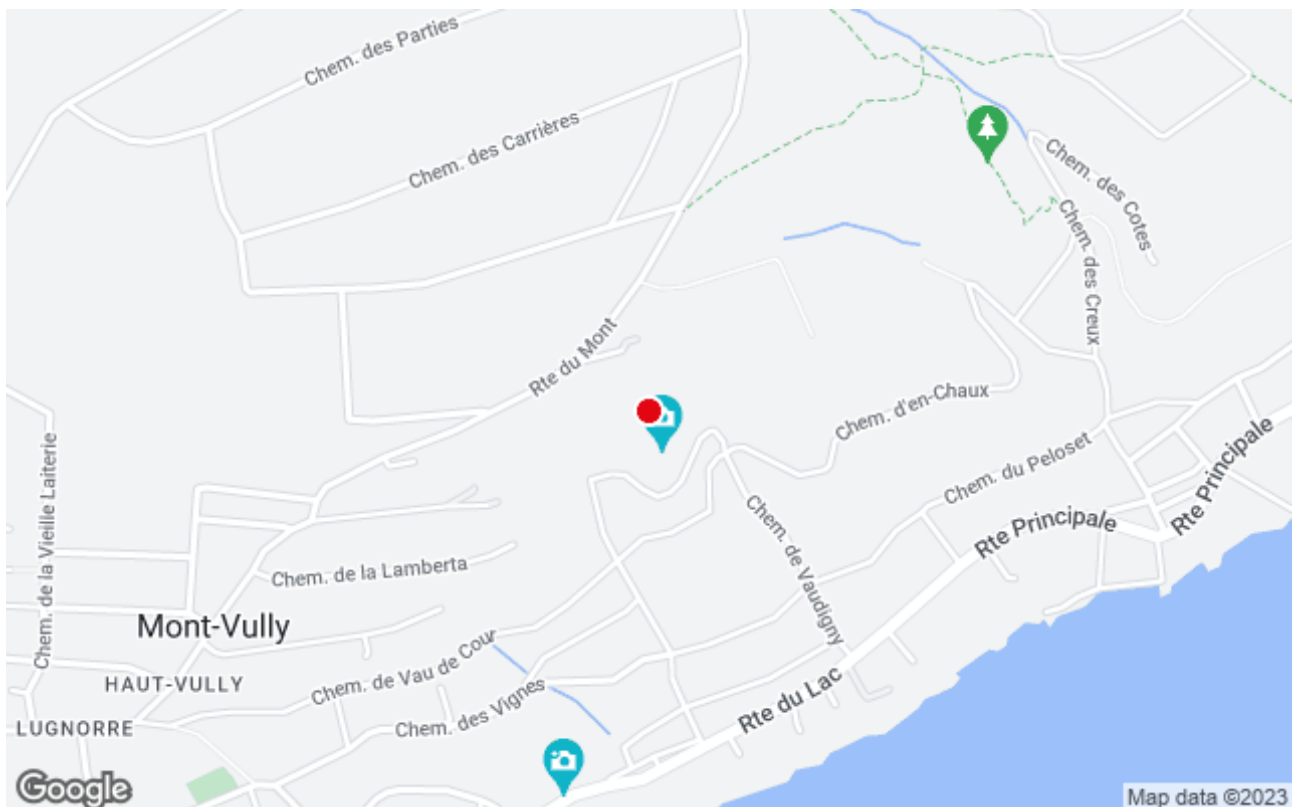 Chem. des Parties
Chem. des Carrières
Chem. des Cotes
Chem. des Creux
Rte du Mont
Chem. d'en-Chaux
Chem. de la Vieille Laiterie
Chem. du Peloset
Rte Principale
Rte Principale
Chem. de la Lamberta
Chem. de Vaudigny
Mont-Vully
HAUT-VULLY
Chem. de Vau de Cour
LUGNORRE
Chem. des Vignes
Rte du Lac
Google
Map data ©2023